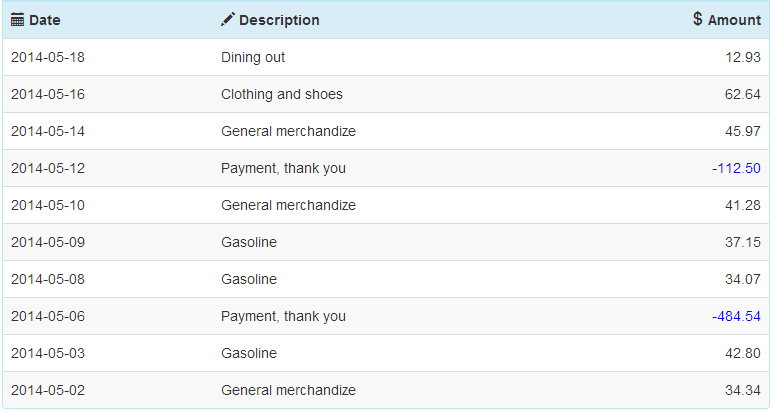 Date Description $ Amount
2014-05-18 Dining out 12.93
2014-05-16 Clothing and shoes 62.64
2014-05-14 General merchandize 45.97
2014-05-12 Payment, thank you -112.50
2014-05-10 General merchandize 41.28
2014-05-09 Gasoline 37.15
2014-05-08 Gasoline 34.07
2014-05-06 Payment, thank you -484.54
2014-05-03 Gasoline 42.80
2014-05-02 General merchandize 34.34